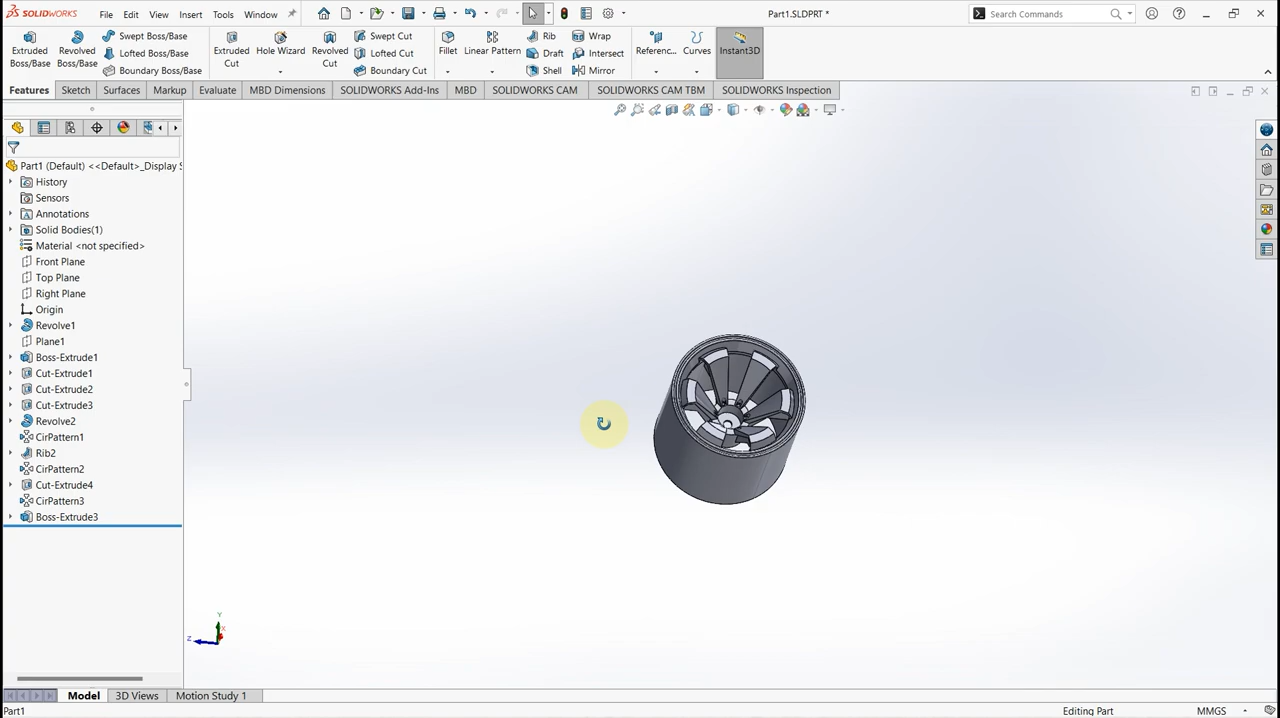 SOLIDWORKS File Edit View Insert Tools Window Part1.SLDPRT * Search Commands
Extruded Boss/Base Revolved Boss/Base Swept Boss/Base Lofted Boss/Base Boundary Boss/Base Extruded Cut Hole Wizard Revolved Cut Swept Cut Lofted Cut Boundary Cut Fillet Linear Pattern Rib Draft Shell Wrap Intersect Mirror Referenc... Curves Instant3D
Features Sketch Surfaces Markup Evaluate MBD Dimensions SOLIDWORKS Add-Ins MBD SOLIDWORKS CAM SOLIDWORKS CAM TBM SOLIDWORKS Inspection
Part1 (Default) <<Default>_Display S
History
Sensors
Annotations
Solid Bodies(1)
Material <not specified>
Front Plane
Top Plane
Right Plane
Origin
Revolve1
Plane1
Boss-Extrude1
Cut-Extrude1
Cut-Extrude2
Cut-Extrude3
Revolve2
CirPattern1
Rib2
CirPattern2
Cut-Extrude4
CirPattern3
Boss-Extrude3
Y
X
Z
Model 3D Views Motion Study 1
Part1 Editing Part MMGS